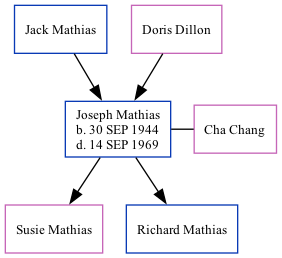 Jack Mathias
Doris Dillon
Joseph Mathias
b. 30 SEP 1944
d. 14 SEP 1969
Cha Chang
Susie Mathias
Richard Mathias